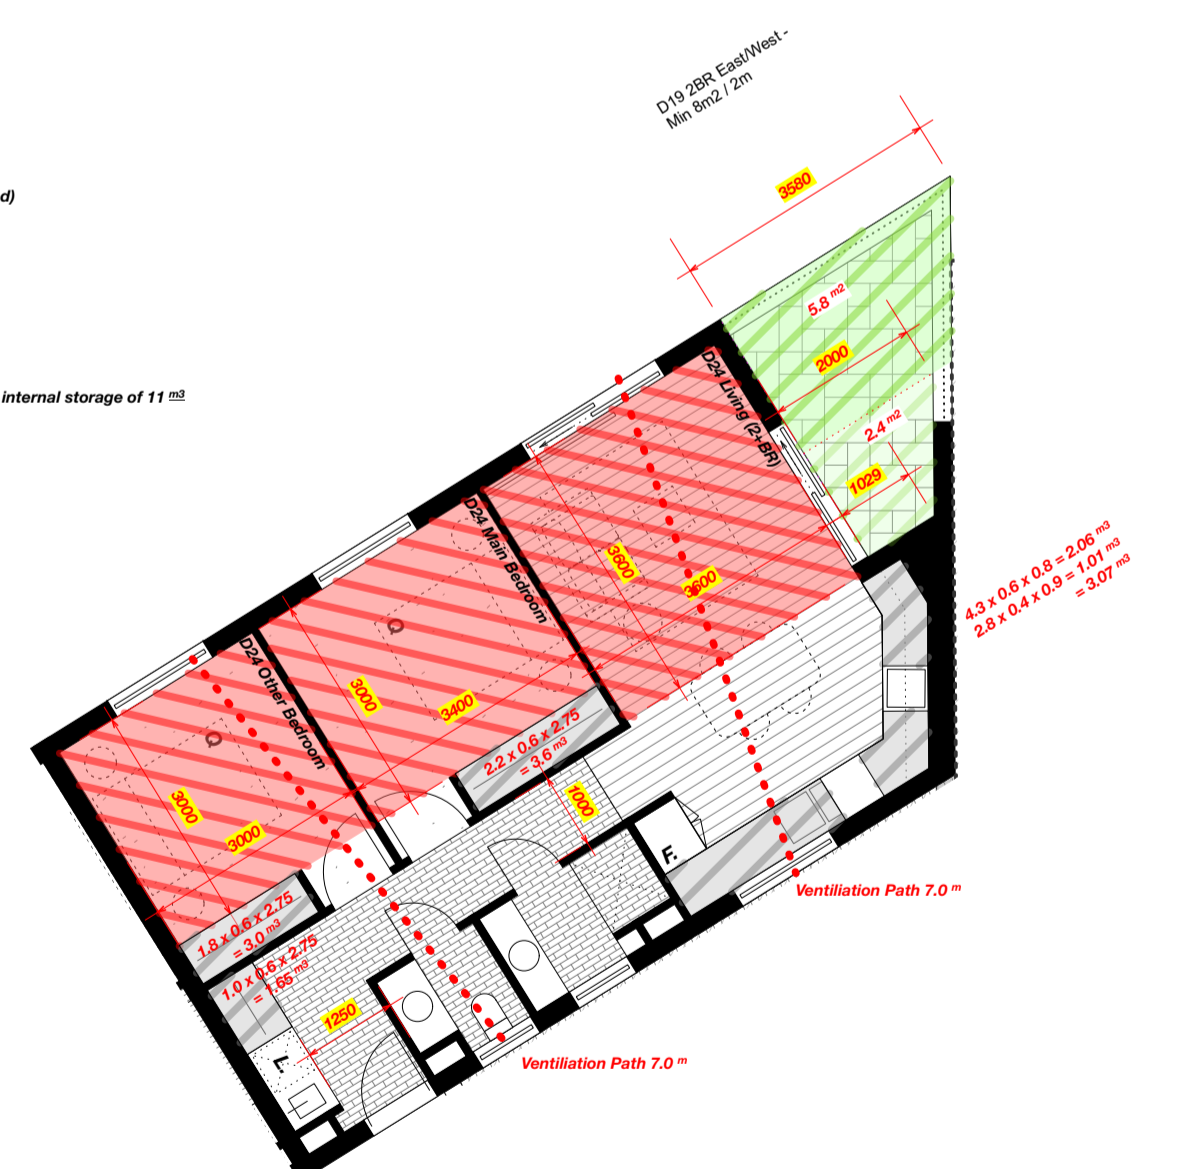 D19 2BR East/West -
Min 8m2 / 2m
d)
3580
5.8 m2
2000
internal storage of 11 m3
D24 Living (2+BR)
2.4 m2
1029
D24 Main Bedroom
3600
3600
4.3 x 0.6 x 0.8 = 2.06 m3
2.8 x 0.4 x 0.9 = 1.01 m3
= 3.07 m3
Q
D24 Other Bedroom
3000
3400
Q
2.2 x 0.6 x 2.75
= 3.6 m3
3000
3000
1000
F.
Ventiliation Path 7.0 m
1.8 x 0.6 x 2.75
= 3.0 m3
1.0 x 0.6 x 2.75
= 1.65 m3
1250
L.
Ventiliation Path 7.0 m